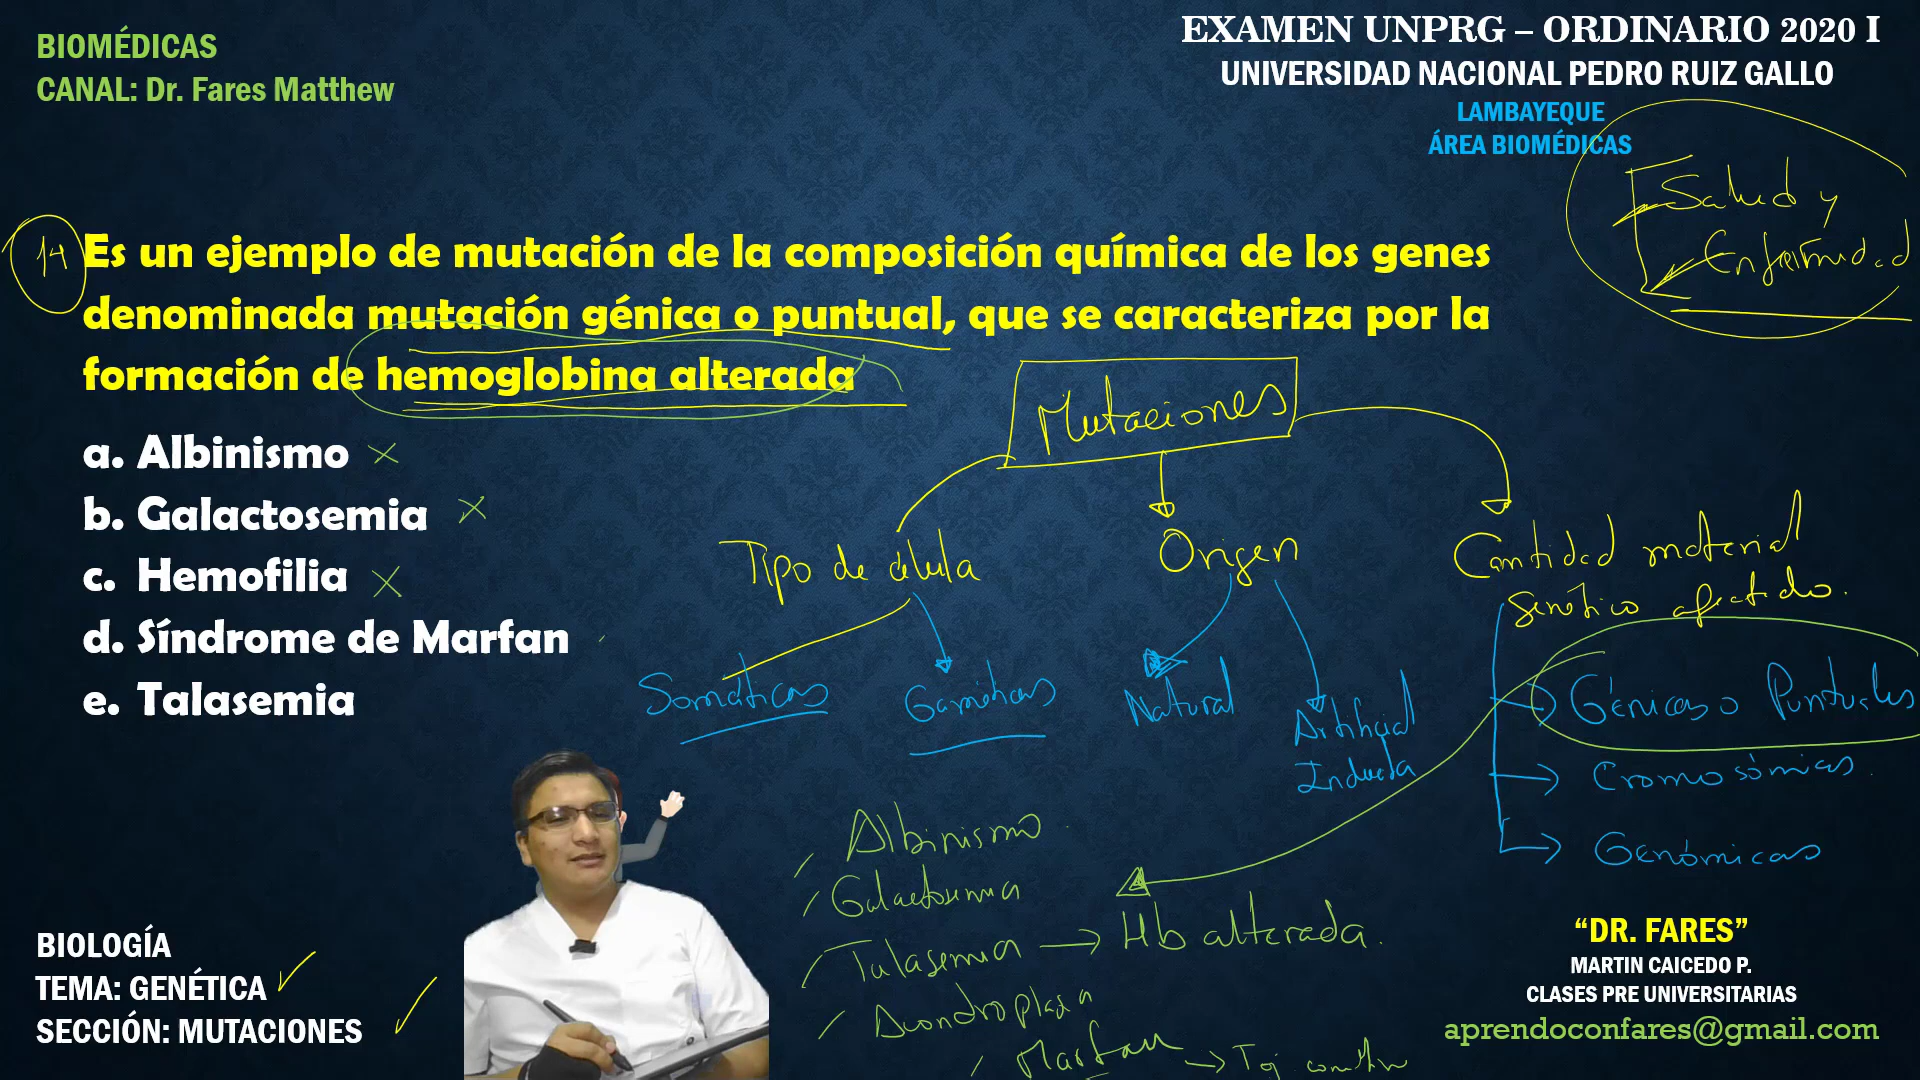 BIOMÉDICAS
CANAL: Dr. Fares Matthew
EXAMEN UNPRG – ORDINARIO 2020 I
UNIVERSIDAD NACIONAL PEDRO RUIZ GALLO
LAMBAYEQUE
ÁREA BIOMÉDICAS
Salud y
Enfermedad
14
Es un ejemplo de mutación de la composición química de los genes
denominada mutación génica o puntual, que se caracteriza por la
formación de hemoglobina alterada
a. Albinismo
b. Galactosemia
c. Hemofilia
d. Síndrome de Marfan
e. Talasemia
Mutaciones
Tipo de célula
Somáticas
Gaméticas
Origen
Natural
Artificial
Inducida
Cantidad material
genético afectado.
Génicas o Puntuales
Cromosómicas.
Genómicas
Albinismo
Galactosemia
Talasemia → Hb alterada.
Acondroplasia
Marfan → Tej
BIOLOGÍA
TEMA: GENÉTICA
SECCIÓN: MUTACIONES
“DR. FARES”
MARTIN CAICEDO P.
CLASES PRE UNIVERSITARIAS
aprendoconfares@gmail.com